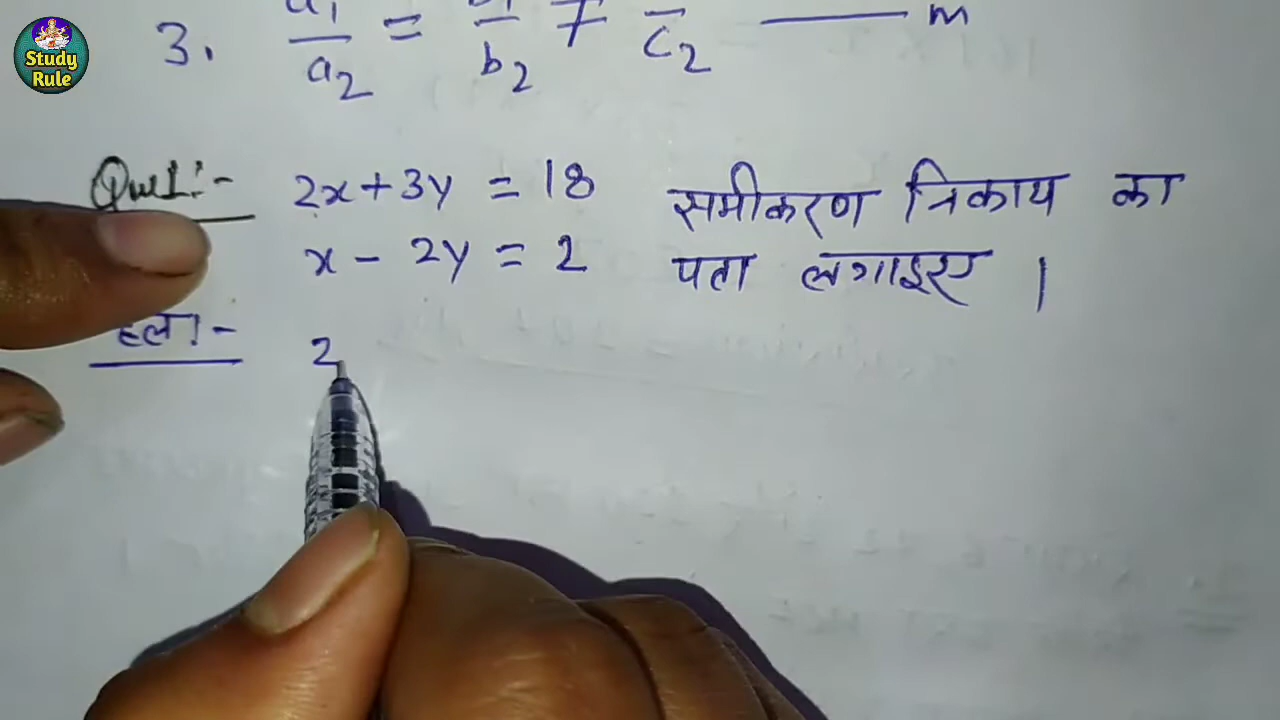 Study
Rule
3. a1/a2 = b1/b2 ≠ c1/c2 —— m
Que1:- 2x+3y = 18 समीकरण निकाय का
x - 2y = 2 पता लगाइए |
हल:- 2